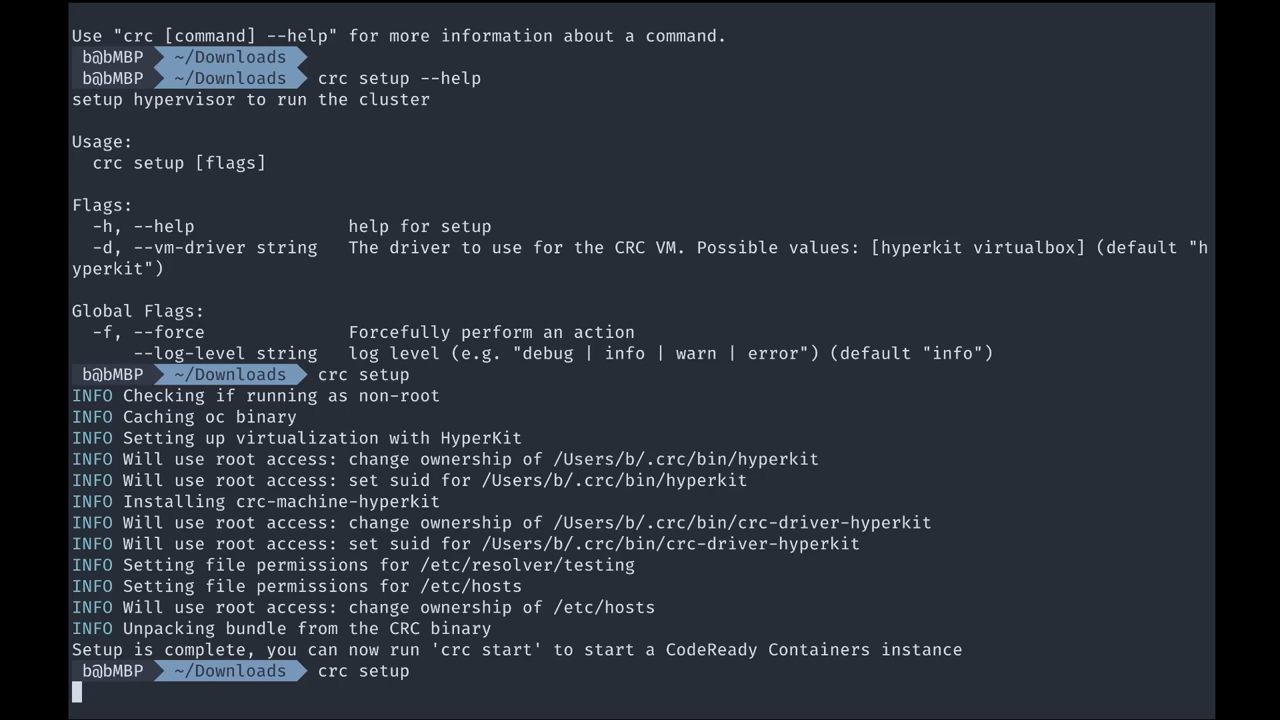 Use "crc [command] --help" for more information about a command.
b@bMBP ~/Downloads
b@bMBP ~/Downloads crc setup --help
setup hypervisor to run the cluster
Usage:
crc setup [flags]
Flags:
-h, --help help for setup
-d, --vm-driver string The driver to use for the CRC VM. Possible values: [hyperkit virtualbox] (default "h
yperkit")
Global Flags:
-f, --force Forcefully perform an action
--log-level string log level (e.g. "debug | info | warn | error") (default "info")
b@bMBP ~/Downloads crc setup
INFO Checking if running as non-root
INFO Caching oc binary
INFO Setting up virtualization with HyperKit
INFO Will use root access: change ownership of /Users/b/.crc/bin/hyperkit
INFO Will use root access: set suid for /Users/b/.crc/bin/hyperkit
INFO Installing crc-machine-hyperkit
INFO Will use root access: change ownership of /Users/b/.crc/bin/crc-driver-hyperkit
INFO Will use root access: set suid for /Users/b/.crc/bin/crc-driver-hyperkit
INFO Setting file permissions for /etc/resolver/testing
INFO Setting file permissions for /etc/hosts
INFO Will use root access: change ownership of /etc/hosts
INFO Unpacking bundle from the CRC binary
Setup is complete, you can now run 'crc start' to start a CodeReady Containers instance
b@bMBP ~/Downloads crc setup